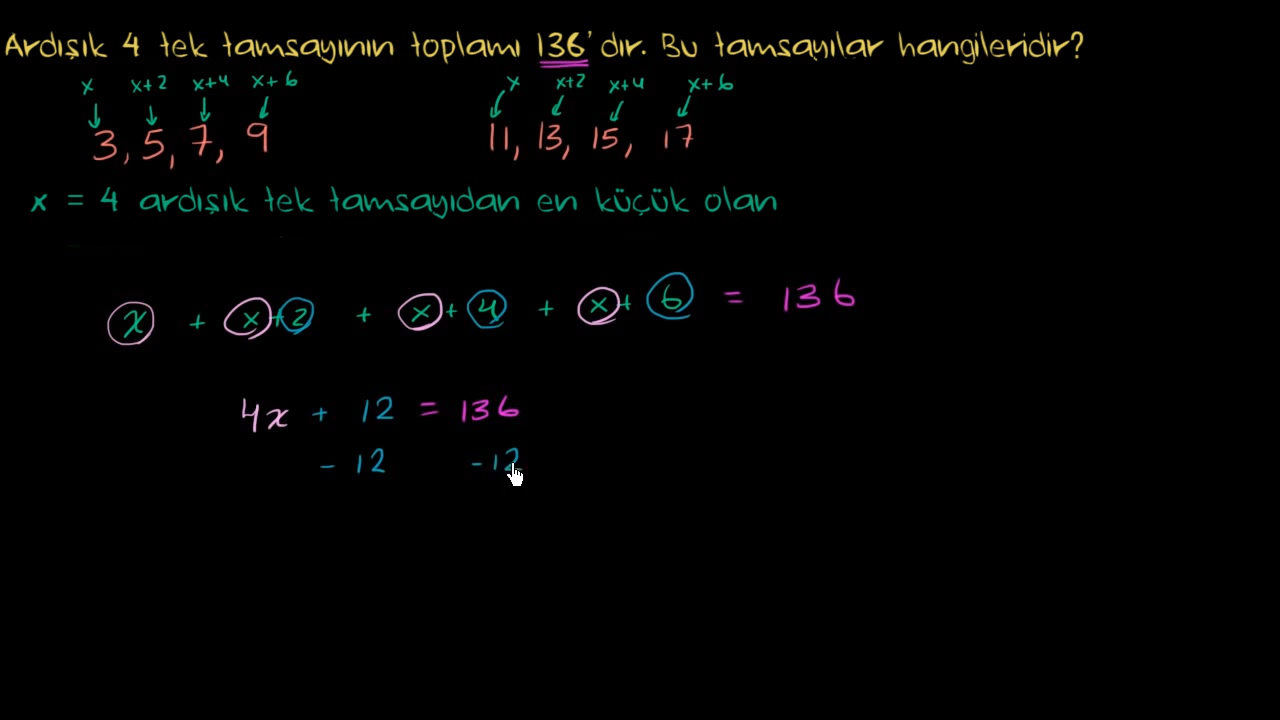 Ardışık 4 tek tamsayının toplamı 136'dır. Bu tamsayılar hangileridir?
x x+2 x+4 x+6 x x+2 x+4 x+6
3, 5, 7, 9 11, 13, 15, 17
x = 4 ardışık tek tamsayıdan en küçük olan
x + x+2 + x+4 + x+6 = 136
4x + 12 = 136
- 12 -12